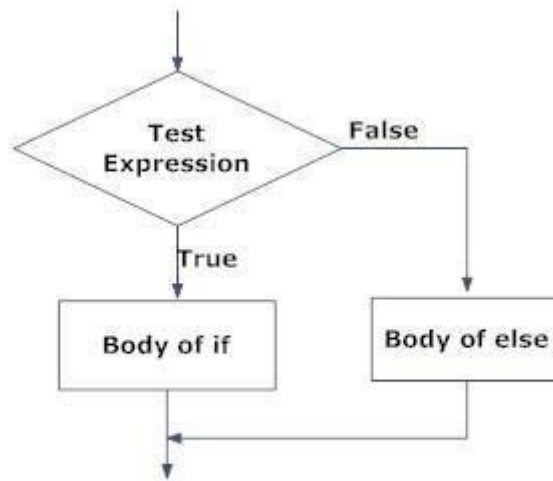 Test
Expression
False
True
Body of if
Body of else